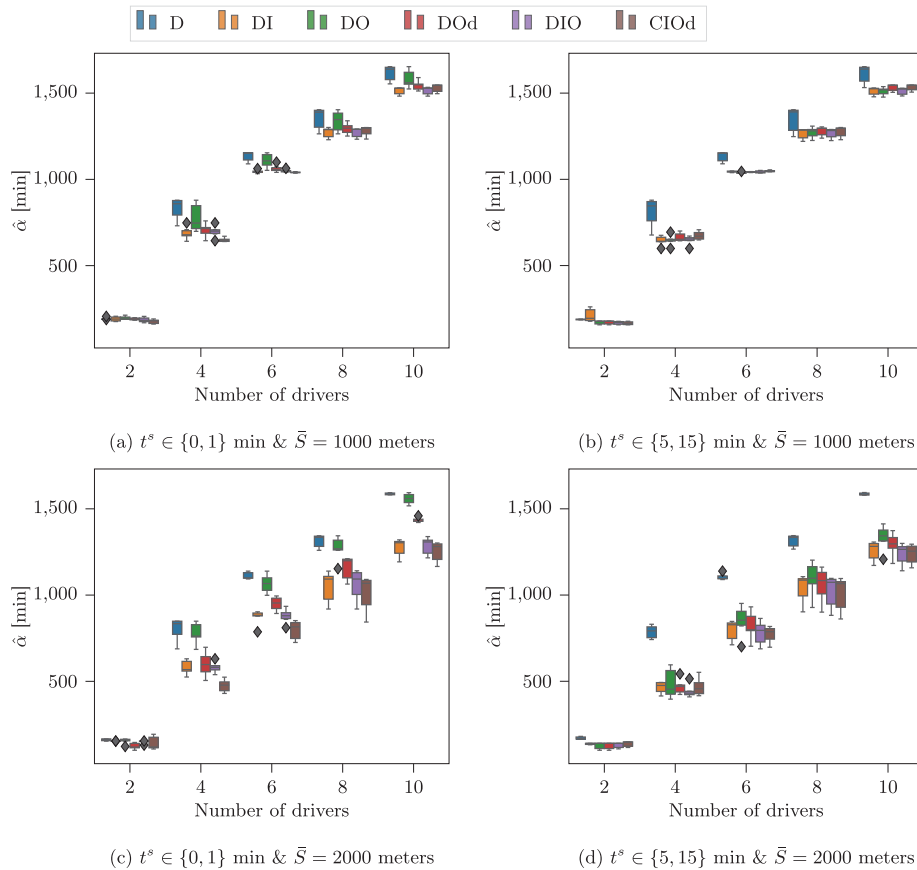 D DI DO DOd DIO CIOd
1,500
1,000
500
α̂ [min]
2 4 6 8 10
Number of drivers
(a) tˢ ∈ {0, 1} min & S̄ = 1000 meters
1,500
1,000
500
α̂ [min]
2 4 6 8 10
Number of drivers
(b) tˢ ∈ {5, 15} min & S̄ = 1000 meters
1,500
1,000
500
α̂ [min]
2 4 6 8 10
Number of drivers
(c) tˢ ∈ {0, 1} min & S̄ = 2000 meters
1,500
1,000
500
α̂ [min]
2 4 6 8 10
Number of drivers
(d) tˢ ∈ {5, 15} min & S̄ = 2000 meters